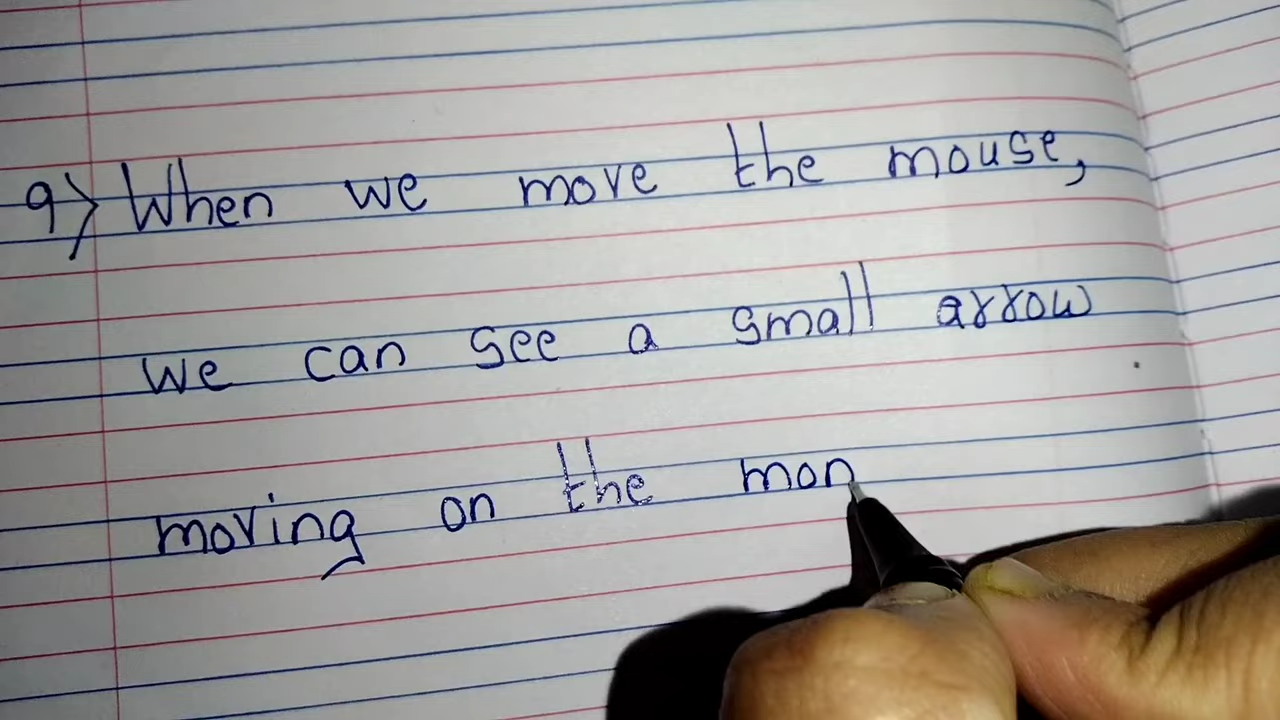 9) When we move the mouse,
we can see a small arrow
moving on the mon